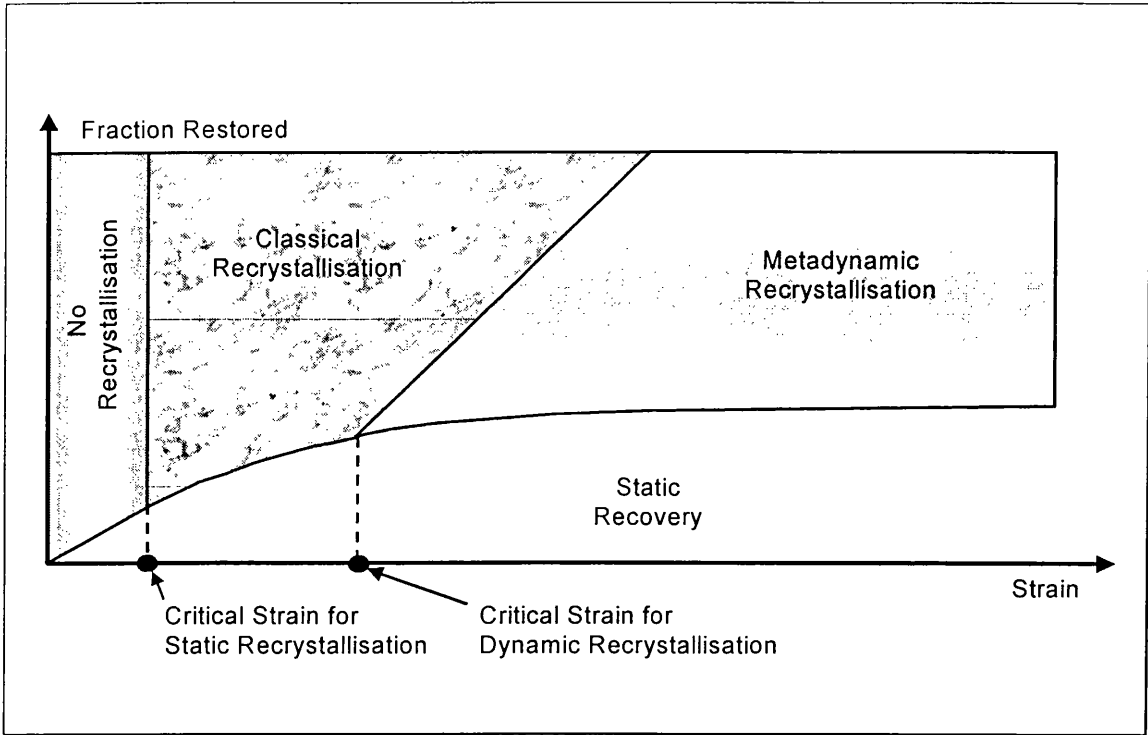 Fraction Restored
No
Recrystallisation
Classical
Recrystallisation
Metadynamic
Recrystallisation
Static
Recovery
Strain
Critical Strain for
Static Recrystallisation
Critical Strain for
Dynamic Recrystallisation